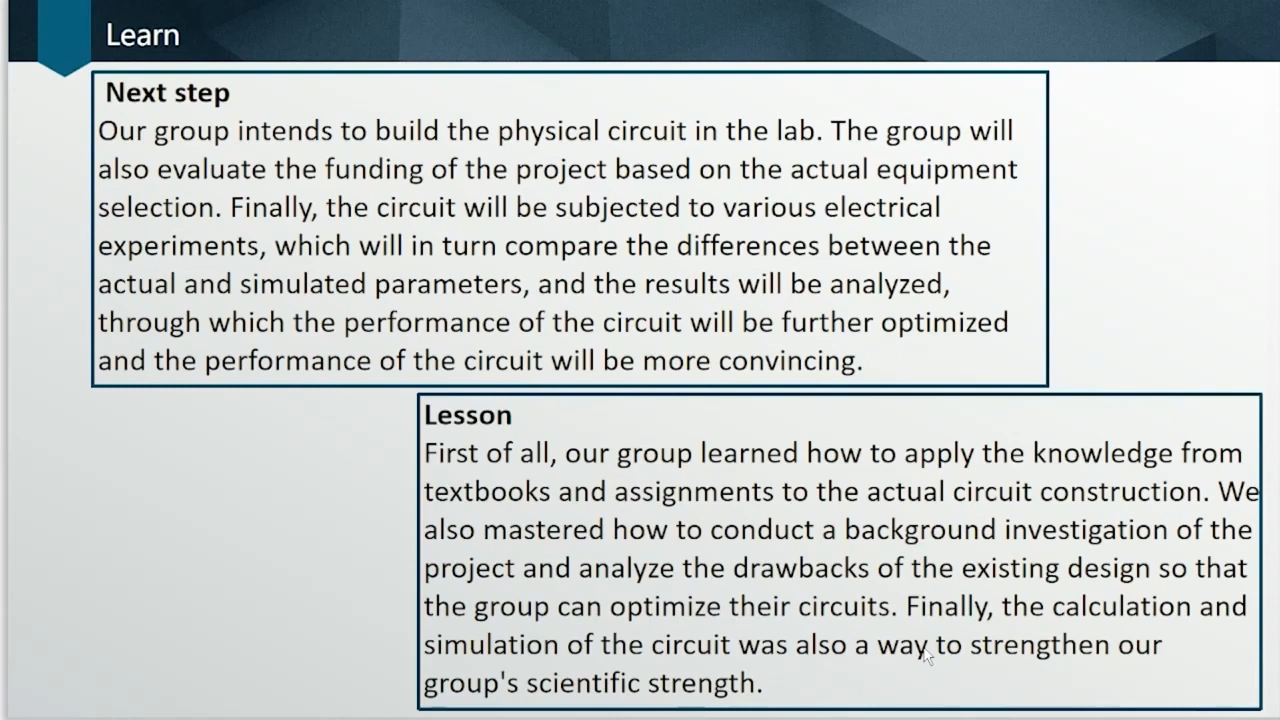 Learn
Next step
Our group intends to build the physical circuit in the lab. The group will
also evaluate the funding of the project based on the actual equipment
selection. Finally, the circuit will be subjected to various electrical
experiments, which will in turn compare the differences between the
actual and simulated parameters, and the results will be analyzed,
through which the performance of the circuit will be further optimized
and the performance of the circuit will be more convincing.
Lesson
First of all, our group learned how to apply the knowledge from
textbooks and assignments to the actual circuit construction. We
also mastered how to conduct a background investigation of the
project and analyze the drawbacks of the existing design so that
the group can optimize their circuits. Finally, the calculation and
simulation of the circuit was also a way to strengthen our
group's scientific strength.